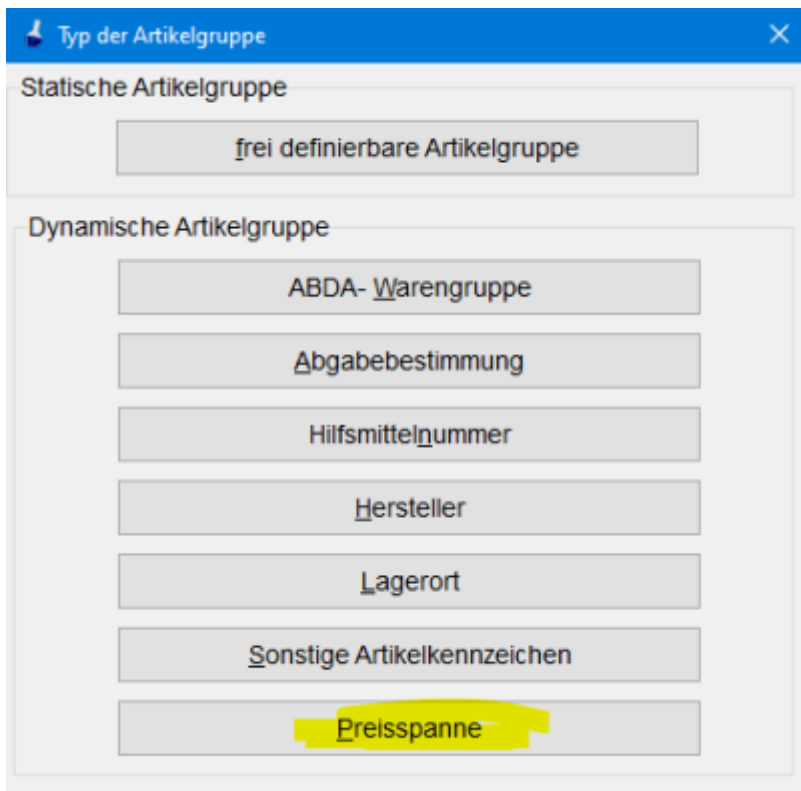 Typ der Artikelgruppe
Statische Artikelgruppe
frei definierbare Artikelgruppe
Dynamische Artikelgruppe
ABDA- Warengruppe
Abgabebestimmung
Hilfsmittelnummer
Hersteller
Lagerort
Sonstige Artikelkennzeichen
Preisspanne